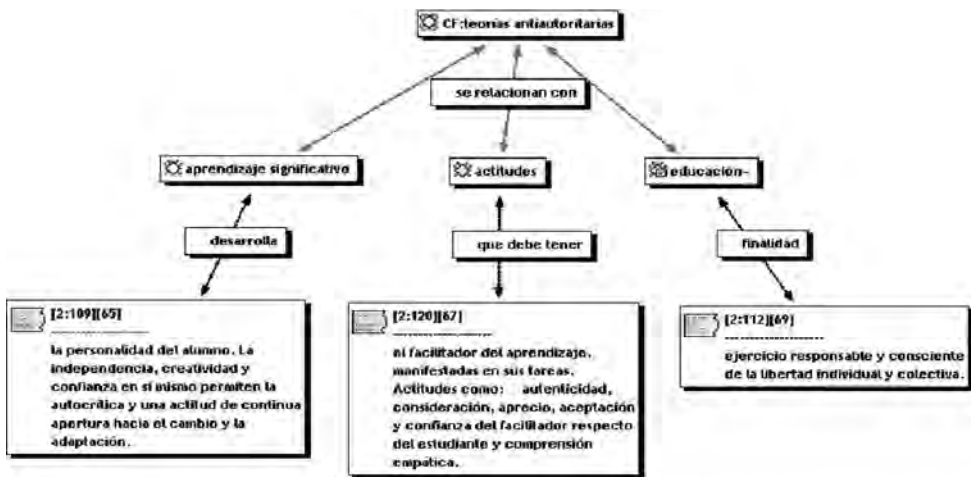 CF:teorías antiautoritarias
se relacionan con
aprendizaje significativo
actitudes
educación~
desarrolla
que debe tener
finalidad
[2:109][65]
la personalidad del alumno. La
independencia, creatividad y
confianza en sí mismo permiten la
autocrítica y una actitud de continua
apertura hacia el cambio y la
adaptación.
[2:120][67]
el facilitador del aprendizaje,
manifestadas en sus tareas.
Actitudes como: autenticidad,
consideración, aprecio, aceptación
y confianza del facilitador respecto
del estudiante y comprensión
empática.
[2:112][69]
ejercicio responsable y consciente
de la libertad individual y colectiva.